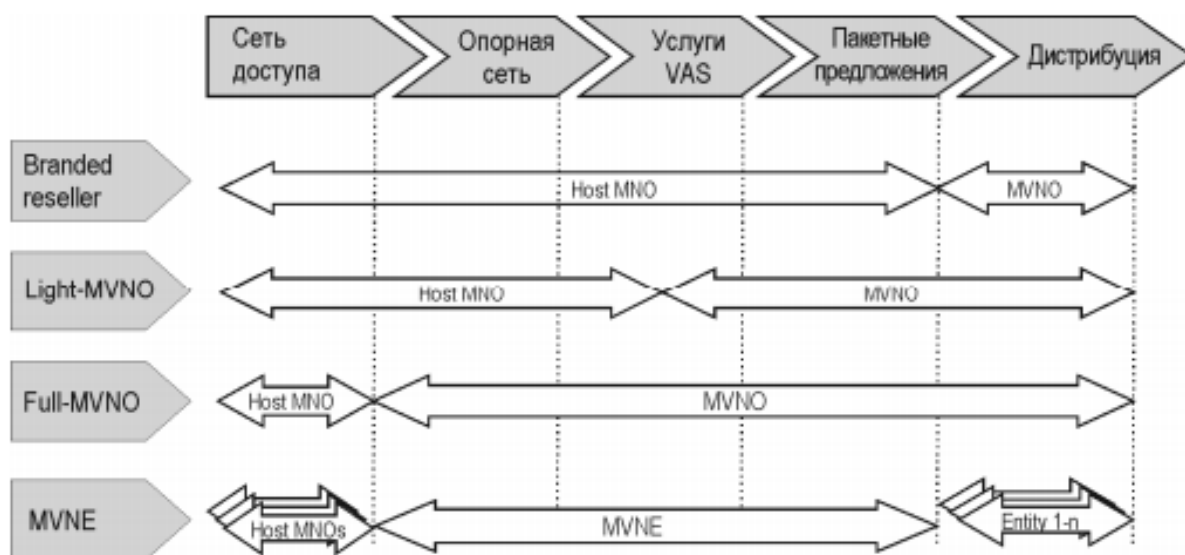 Сеть
доступа
Опорная
сеть
Услуги
VAS
Пакетные
предложения
Дистрибуция
Branded
reseller
Host MNO
MVNO
Light-MVNO
Host MNO
MVNO
Full-MVNO
Host MNO
MVNO
MVNE
Host MNOs
MVNE
Entity 1-n